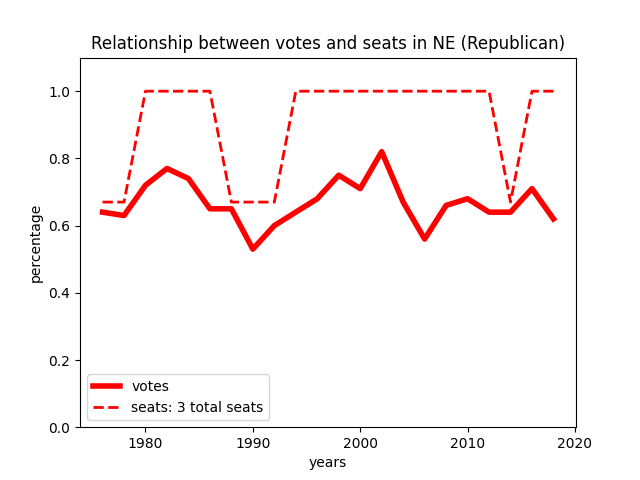 Relationship between votes and seats in NE (Republican)
1.0
0.8
0.6
0.4
0.2
0.0
percentage
votes
seats: 3 total seats
1980
1990
2000
2010
2020
years